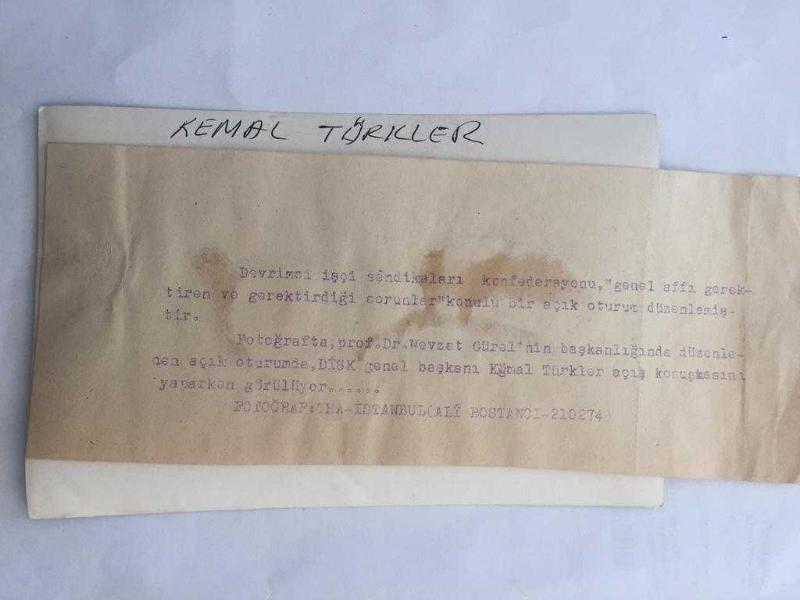 KEMAL TÜRKLER
Devrimci işçi sendikaları konfederasyonu,"genel affı gerek-
tiren ve gerektirdiği sorunlar"konulu bir açık oturum düzenlemiş-
tir.
Fotoğrafta,prof.Dr.Nevzat Gürel'nin başkanlığında düzenle-
nen açık oturumda,DİSK genel başkanı Kemal Türkler açış konuşmasını
yaparken görülüyor......
FOTOĞRAF:THA-İSTANBUL(ALİ BOSTANCI-210274)